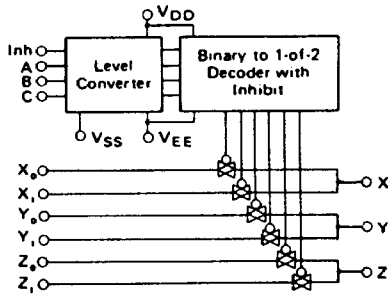 VDD
Inh
A
B
C
Level
Converter
Binary to 1-of-2
Decoder with
Inhibit
VSS
VEE
X0
X1
X
Y0
Y1
Y
Z0
Z1
Z